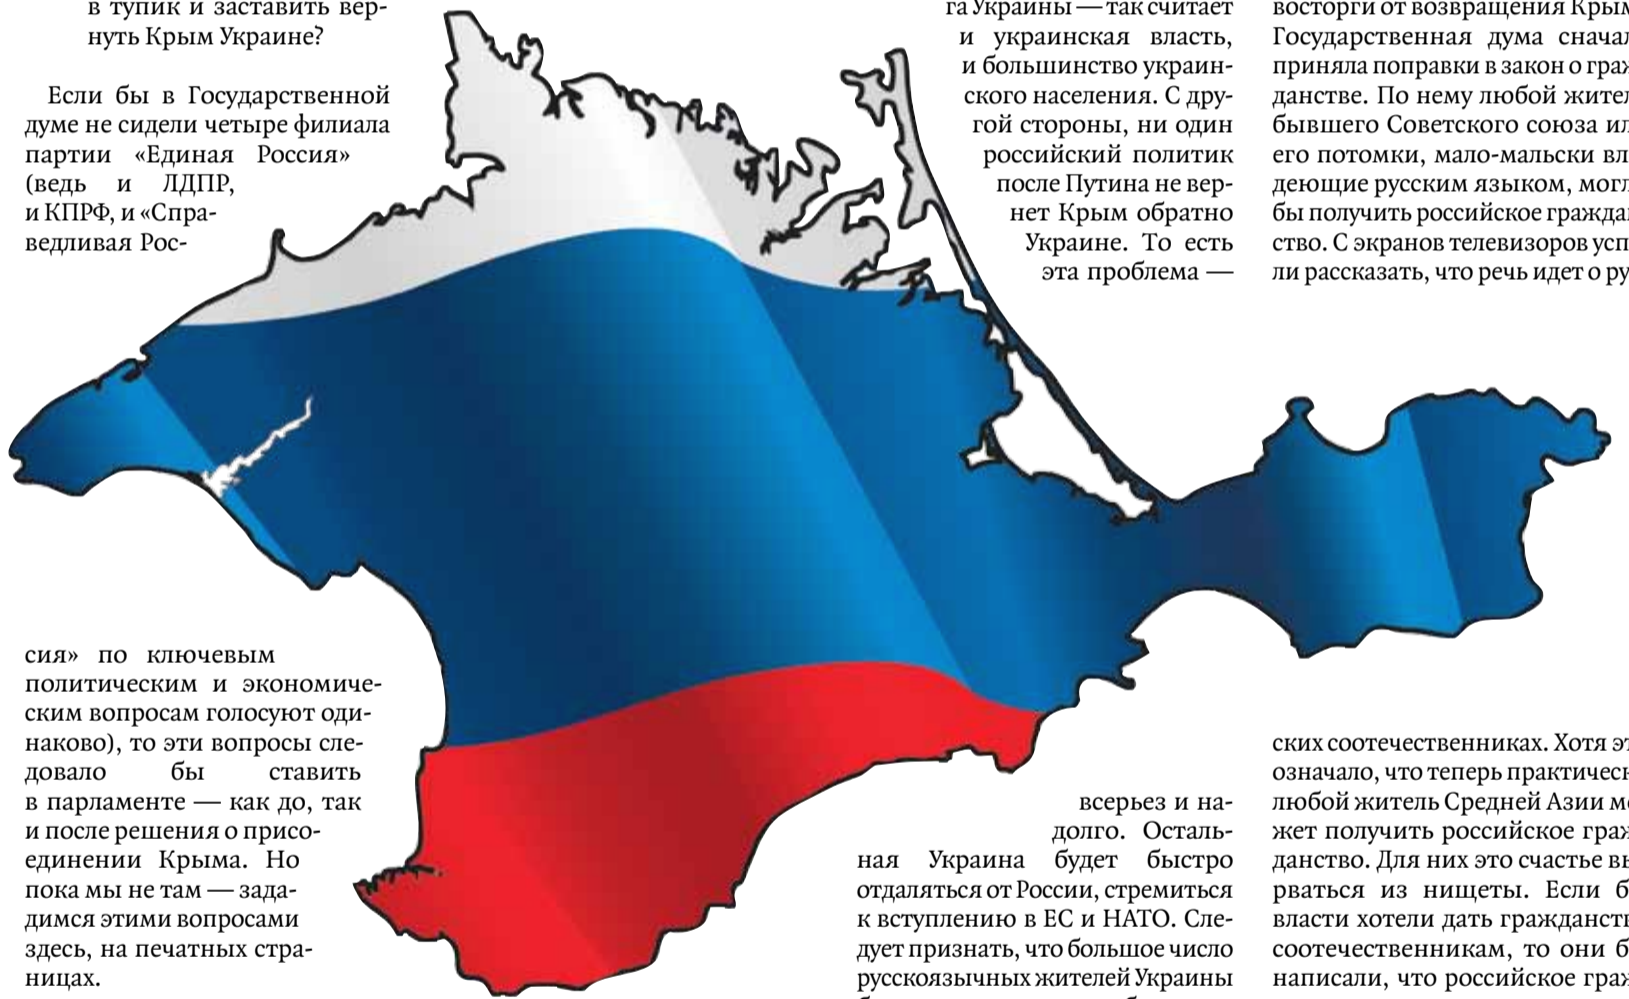 в тупик и заставить вер-
нуть Крым Украине?
Если бы в Государственной
думе не сидели четыре филиала
партии «Единая Россия»
(ведь и ЛДПР,
и КПРФ, и «Спра-
ведливая Рос-
сия» по ключевым
политическим и экономиче-
ским вопросам голосуют оди-
наково), то эти вопросы сле-
довало бы ставить
в парламенте — как до, так
и после решения о присо-
единении Крыма. Но
пока мы не там — зада-
димся этими вопросами
здесь, на печатных стра-
ницах.
га Украины — так считает
и украинская власть,
и большинство украин-
ского населения. С дру-
гой стороны, ни один
российский политик
после Путина не вер-
нет Крым обратно
Украине. То есть
эта проблема —
всерьез и на-
долго. Осталь-
ная Украина будет быстро
отдаляться от России, стремиться
к вступлению в ЕС и НАТО. Сле-
дует признать, что большое число
русскоязычных жителей Украины
восторги от возвращения Крым
Государственная дума сначал
приняла поправки в закон о граж
данстве. По нему любой жител
бывшего Советского союза ил
его потомки, мало-мальски вл
деющие русским языком, могл
бы получить российское граждан
ство. С экранов телевизоров усп
ли рассказать, что речь идет о ру
ских соотечественниках. Хотя эт
означало, что теперь практическ
любой житель Средней Азии мо
жет получить российское граж
данство. Для них это счастье вы
рваться из нищеты. Если б
власти хотели дать гражданств
соотечественникам, то они б
написали, что российское граж